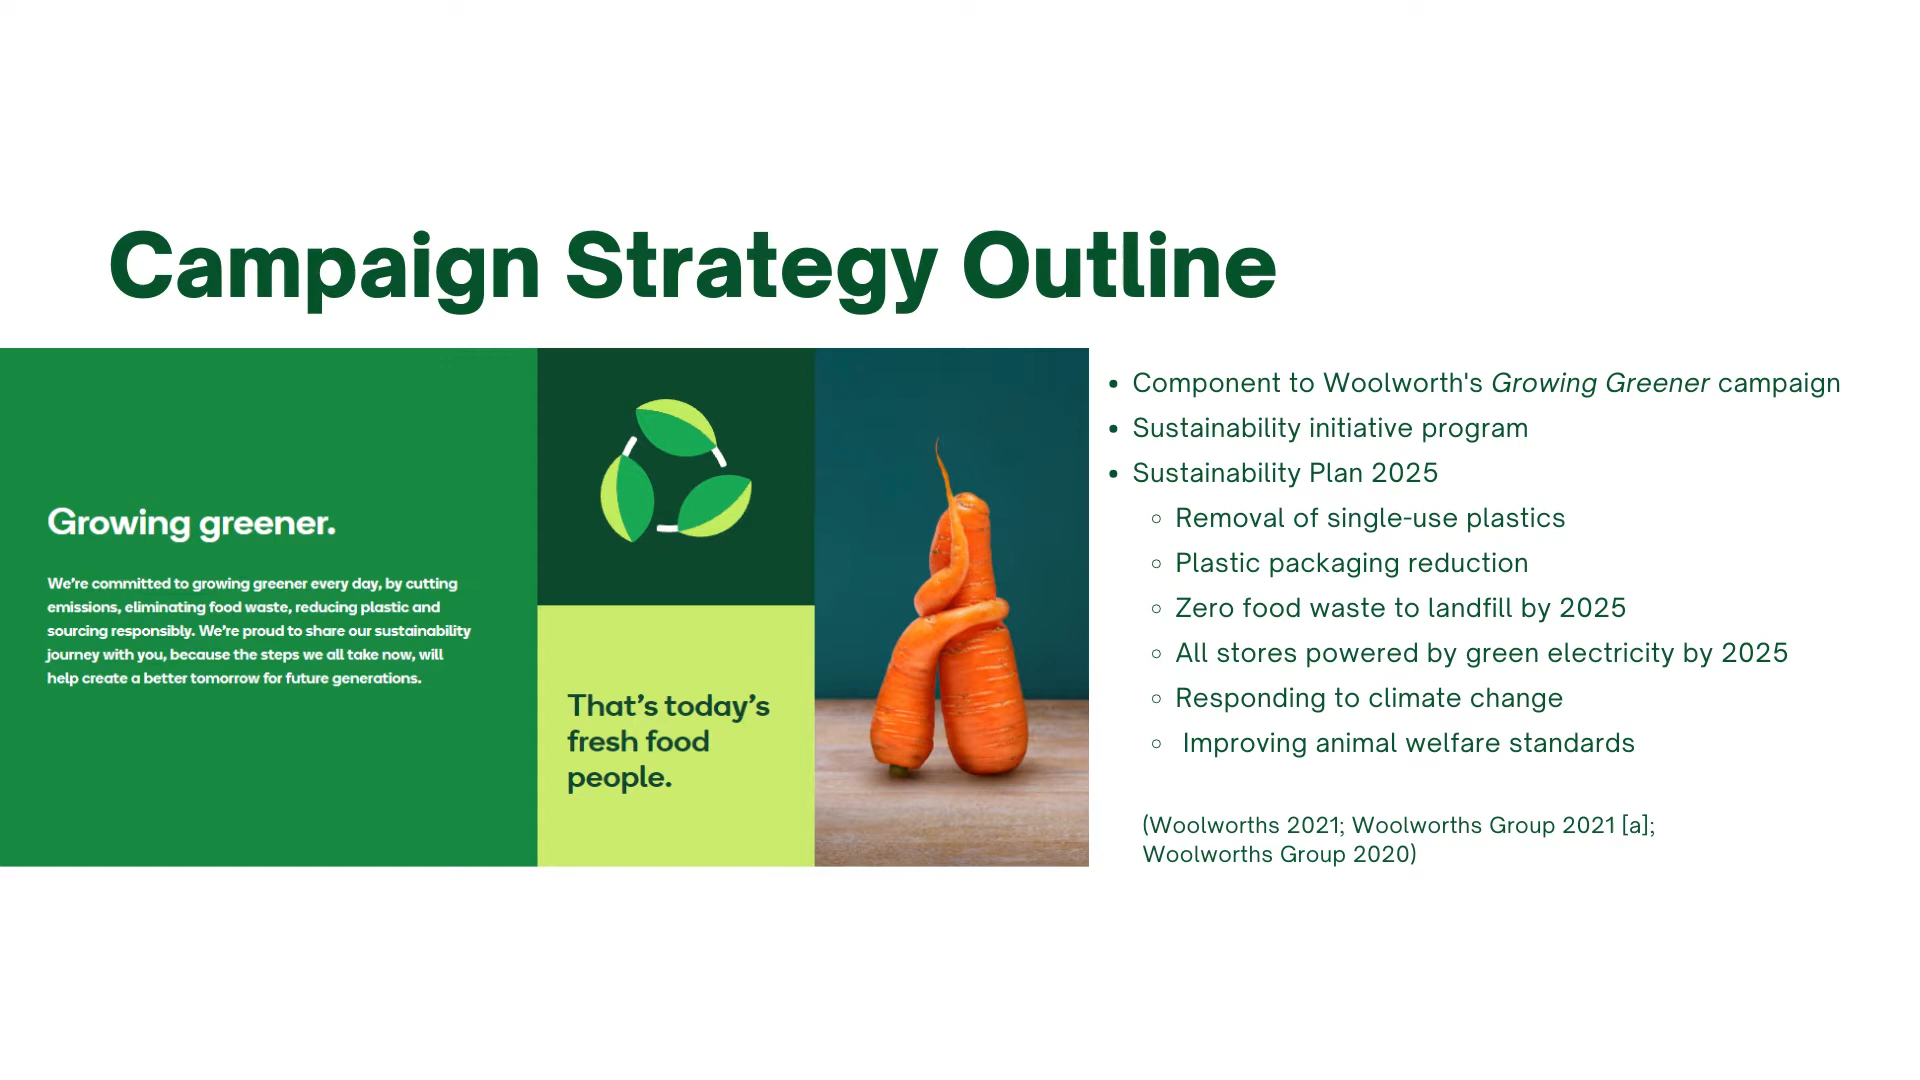 Campaign Strategy Outline
Growing greener.
We're committed to growing greener every day, by cutting
emissions, eliminating food waste, reducing plastic and
sourcing responsibly. We're proud to share our sustainability
journey with you, because the steps we all take now, will
help create a better tomorrow for future generations.
That's today's
fresh food
people.
• Component to Woolworth's Growing Greener campaign
• Sustainability initiative program
• Sustainability Plan 2025
◦ Removal of single-use plastics
◦ Plastic packaging reduction
◦ Zero food waste to landfill by 2025
◦ All stores powered by green electricity by 2025
◦ Responding to climate change
◦ Improving animal welfare standards
(Woolworths 2021; Woolworths Group 2021 [a];
Woolworths Group 2020)